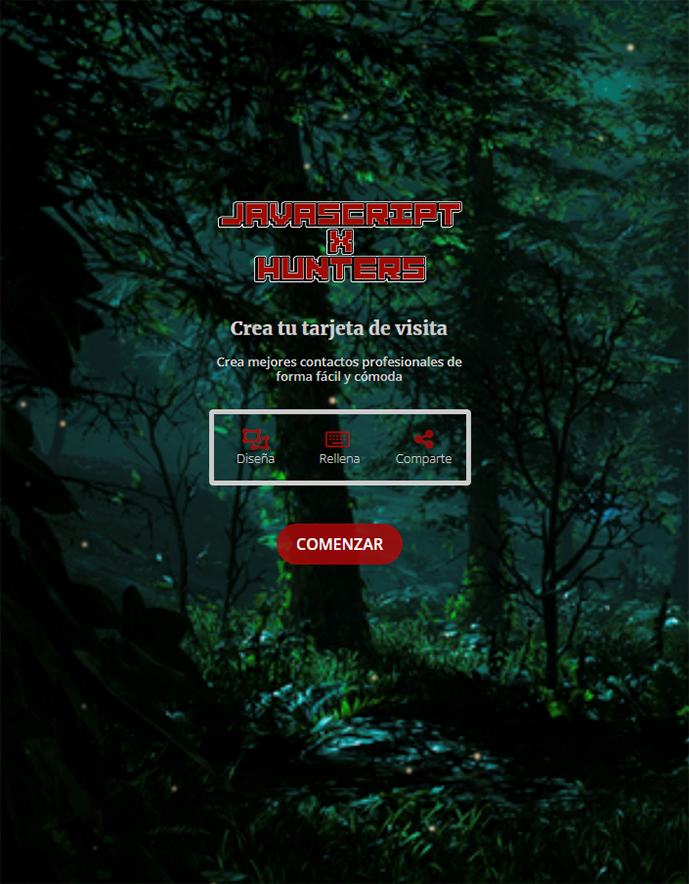 JAVASCRIPT
X
HUNTERS
Crea tu tarjeta de visita
Crea mejores contactos profesionales de
forma fácil y cómoda
Diseña Rellena Comparte
COMENZAR